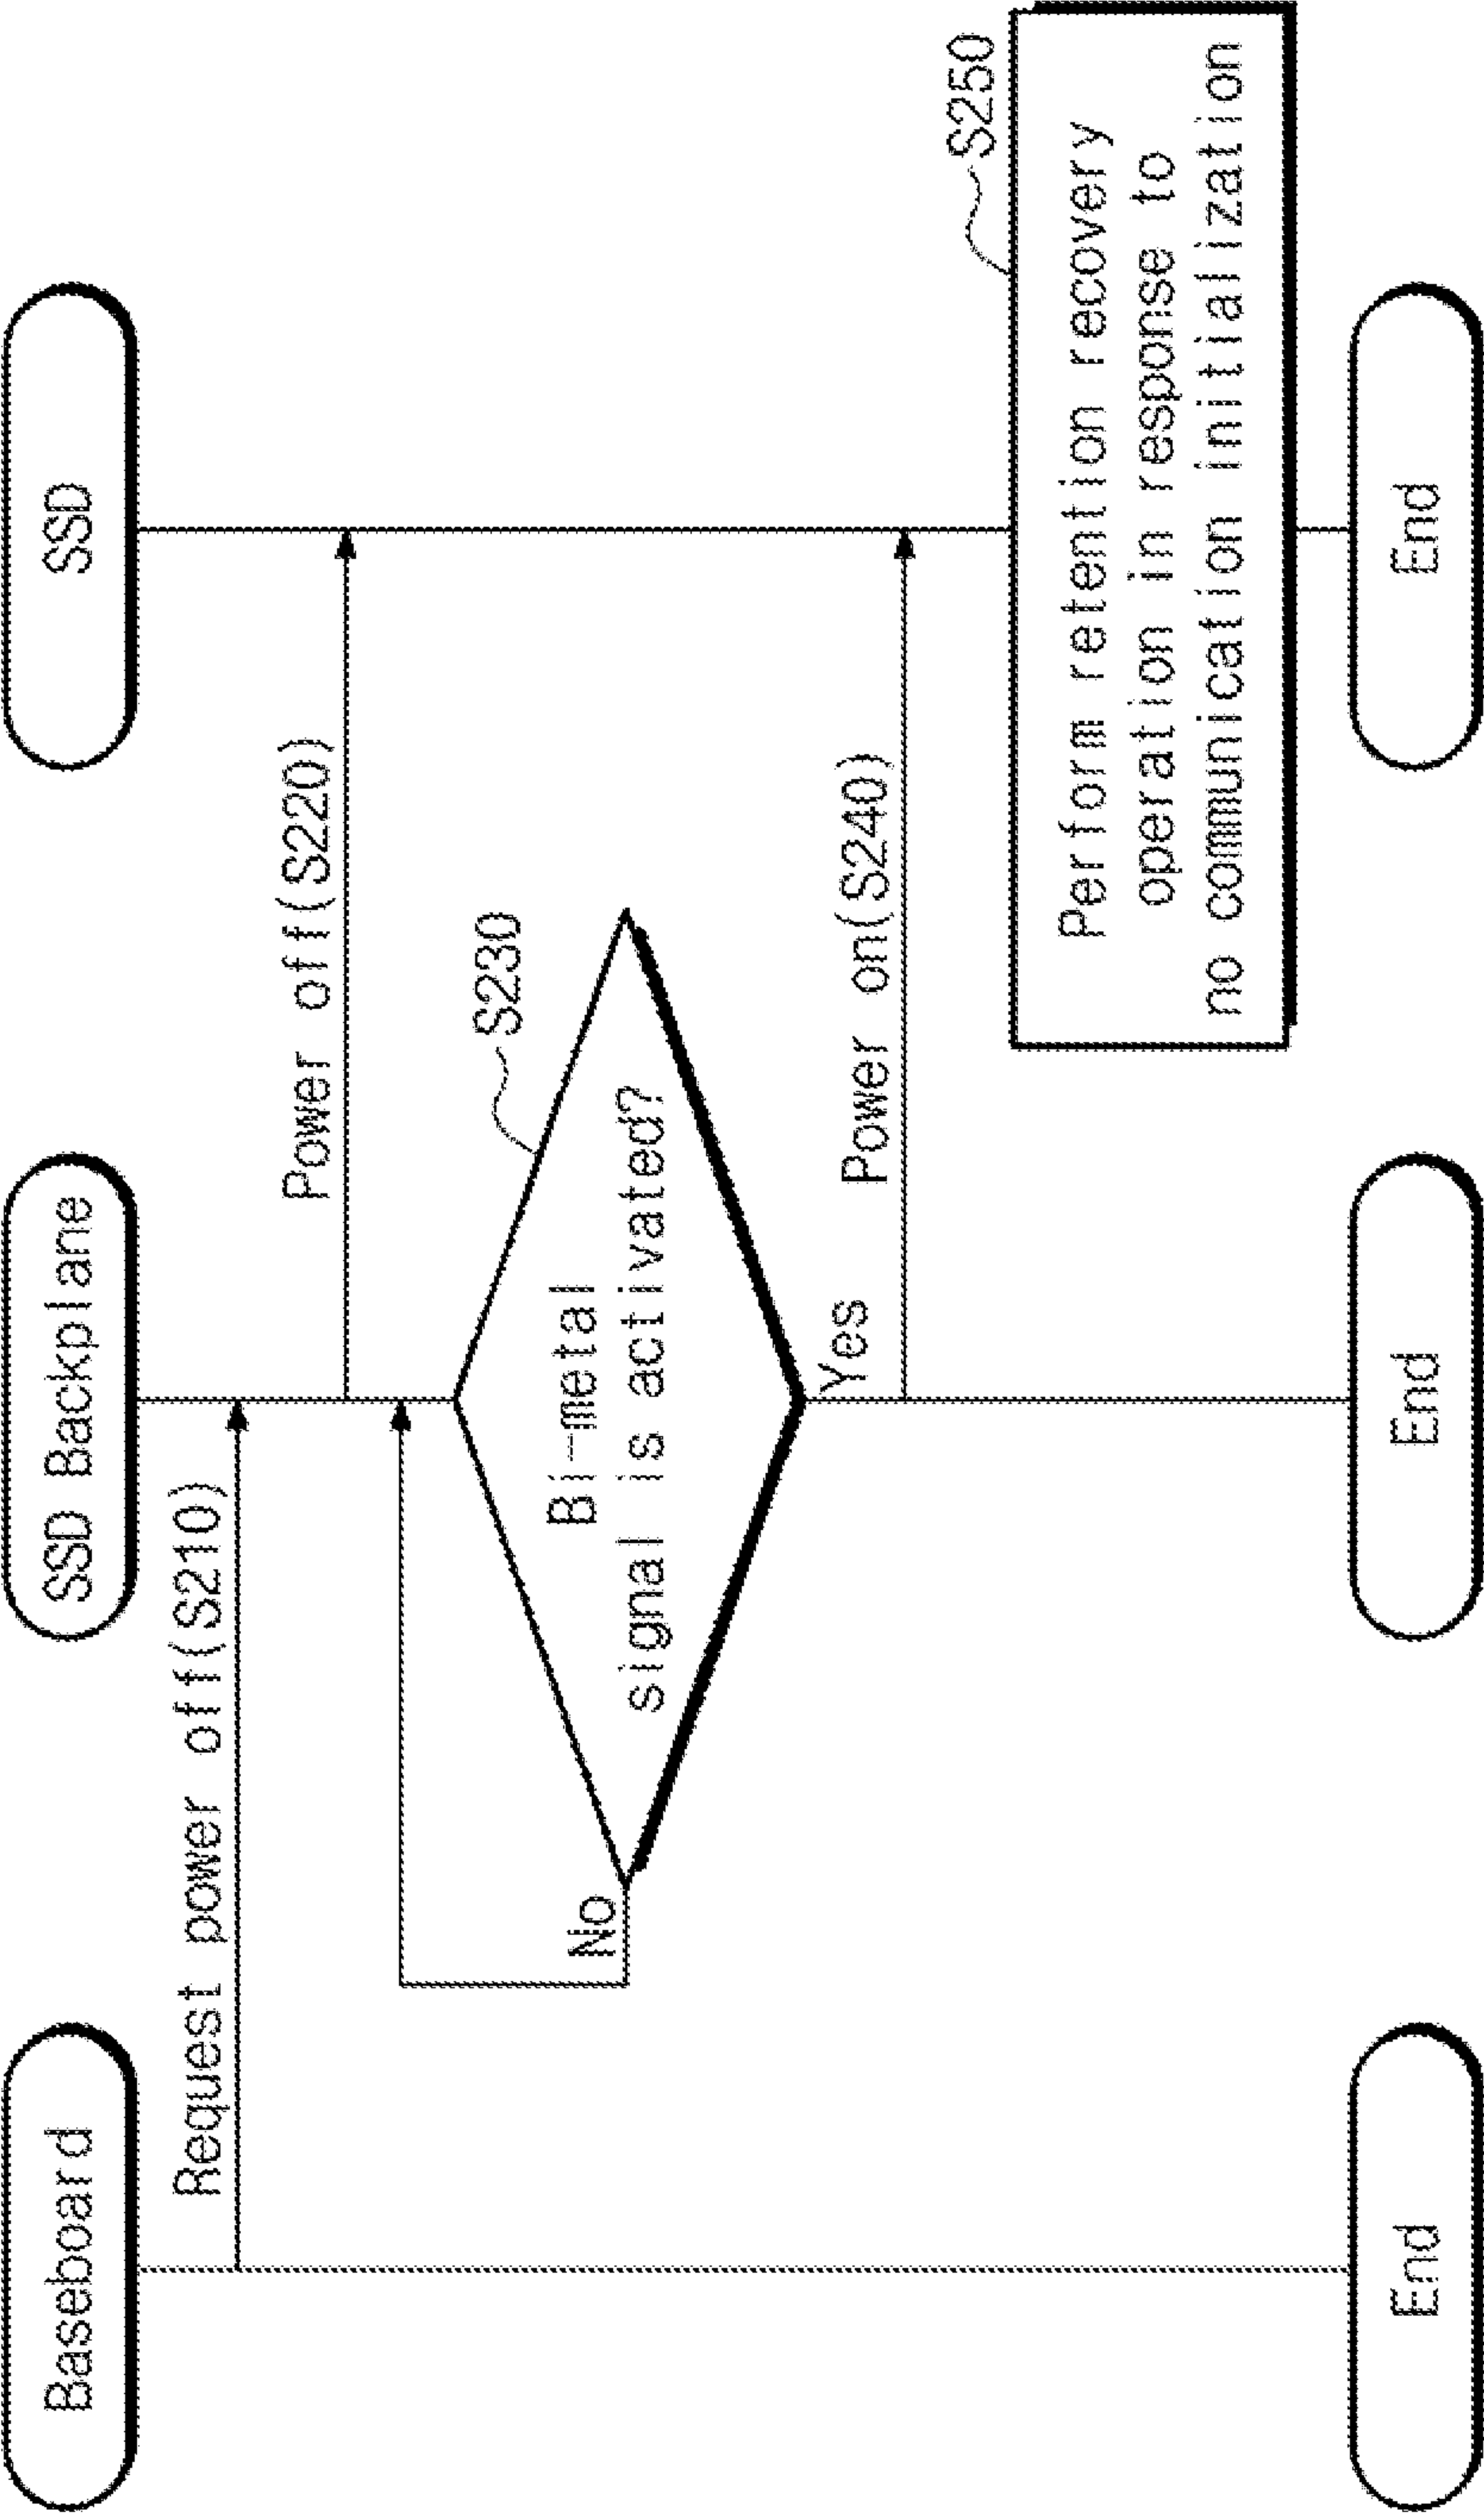 Baseboard
SSD Backplane
SSD
Request power off(S210)
Power off(S220)
S230
Bi-metal
signal is activated?
No
Yes
Power on(S240)
S250
Perform retention recovery
operation in response to
no communication initialization
End
End
End